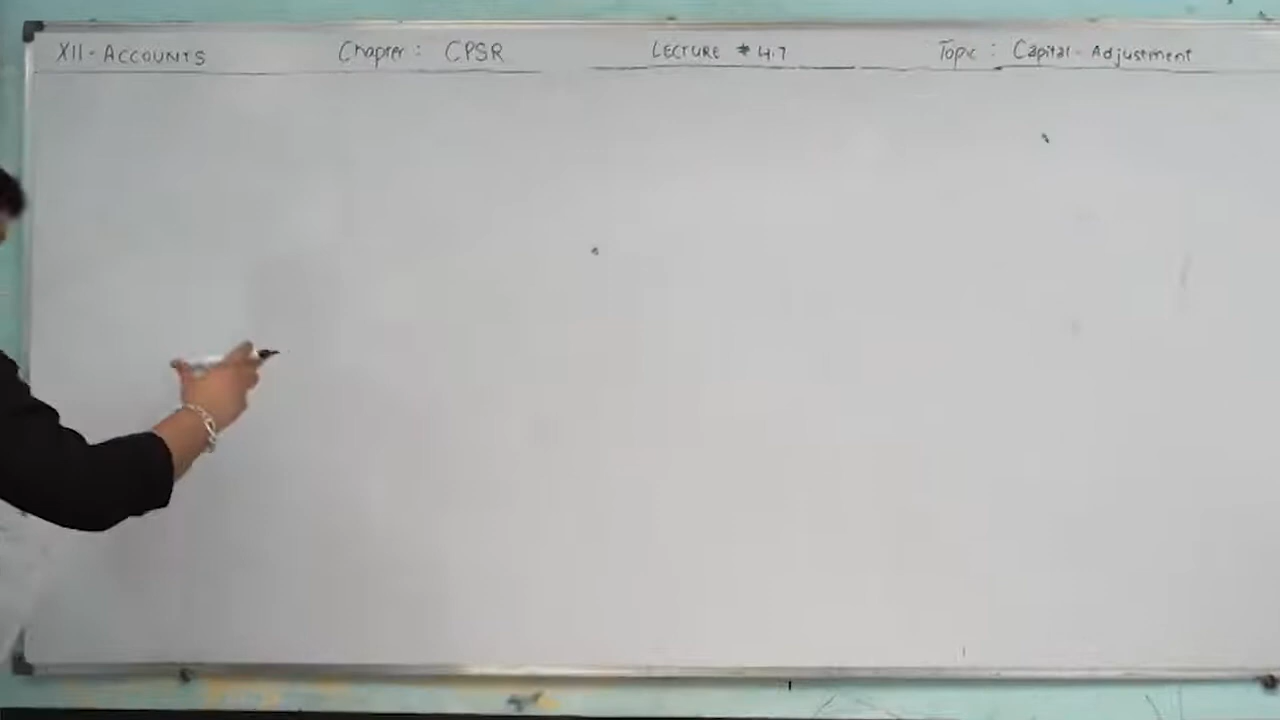 XII - ACCOUNTS Chapter : CPSR LECTURE # 4.7 Topic : Capital - Adjustment